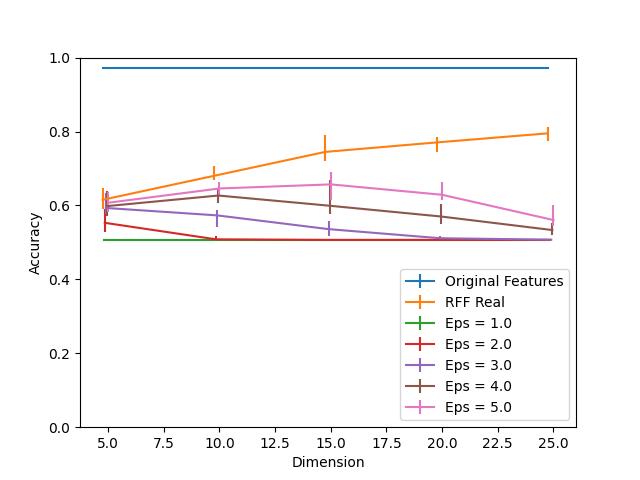 1.0
0.8
0.6
0.4
0.2
0.0
Accuracy
Original Features
RFF Real
Eps = 1.0
Eps = 2.0
Eps = 3.0
Eps = 4.0
Eps = 5.0
5.0 7.5 10.0 12.5 15.0 17.5 20.0 22.5 25.0
Dimension